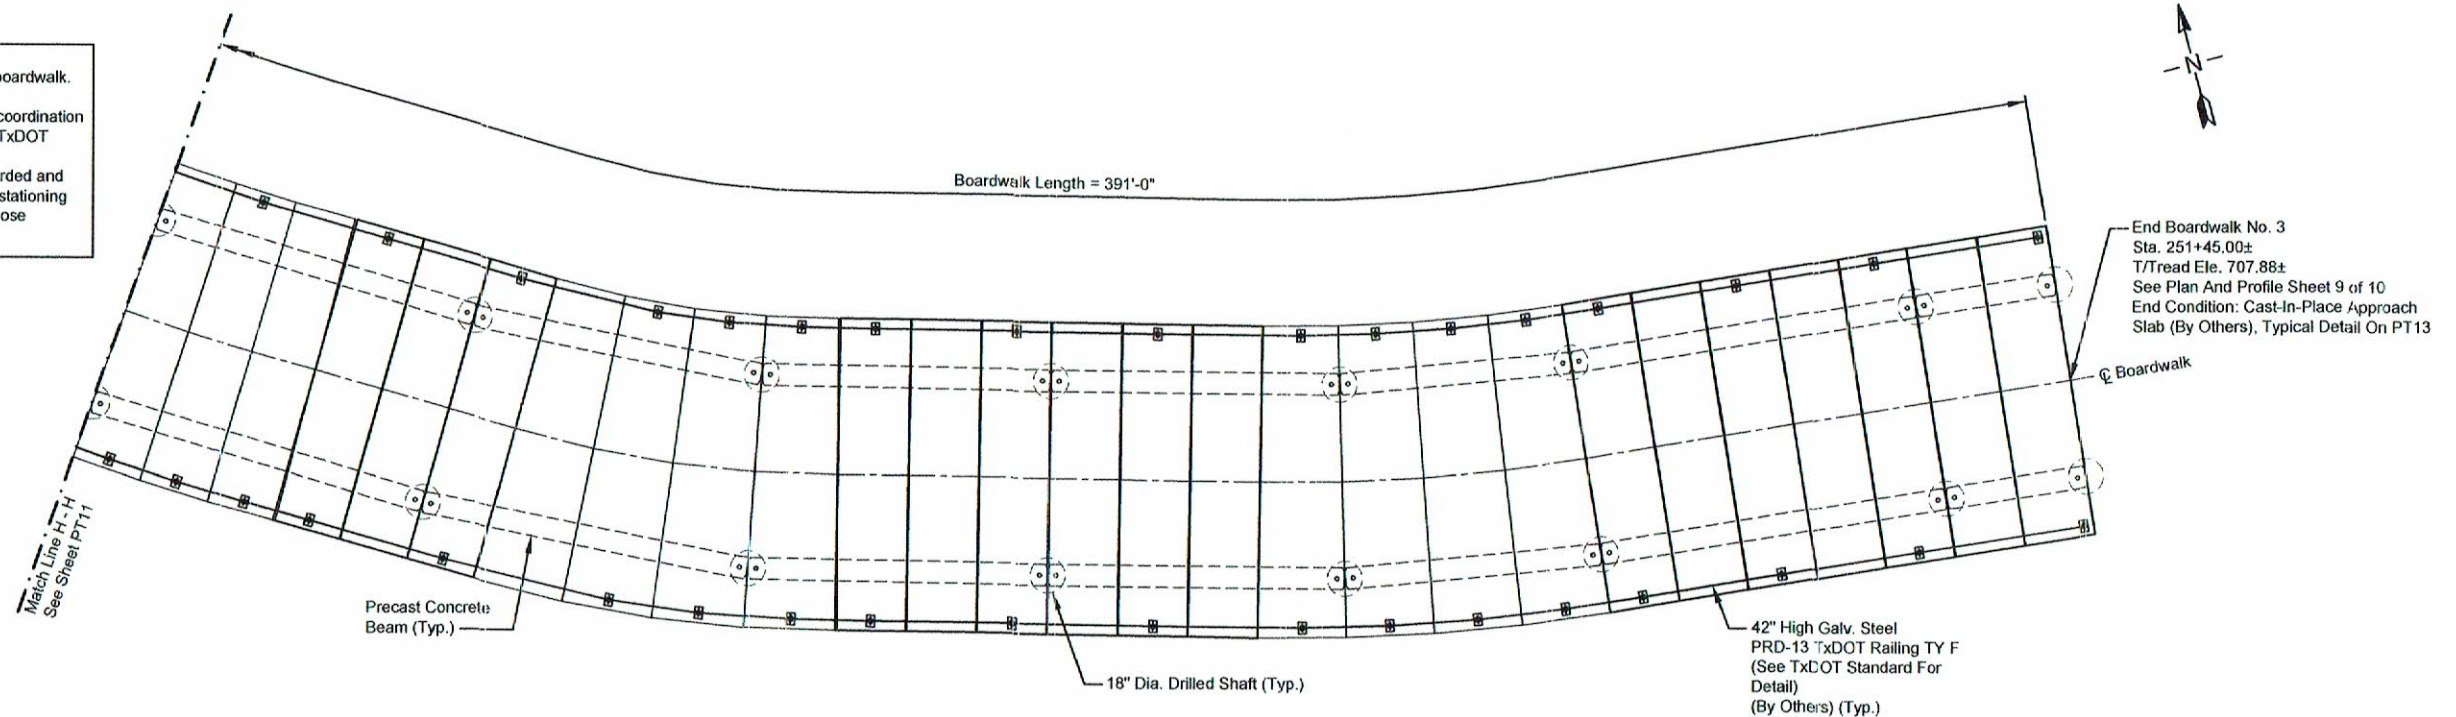 boardwalk.
coordination
TxDOT
rded and
stationing
ose
N
Boardwalk Length = 391'-0"
End Boardwalk No. 3
Sta. 251+45.00±
T/Tread Ele. 707.88±
See Plan And Profile Sheet 9 of 10
End Condition: Cast-In-Place Approach
Slab (By Others), Typical Detail On PT13
℄ Boardwalk
Match Line H - H
See Sheet PT11
Precast Concrete
Beam (Typ.)
18" Dia. Drilled Shaft (Typ.)
42" High Galv. Steel
PRD-13 TxDOT Railing TY F
(See TxDOT Standard For
Detail)
(By Others) (Typ.)